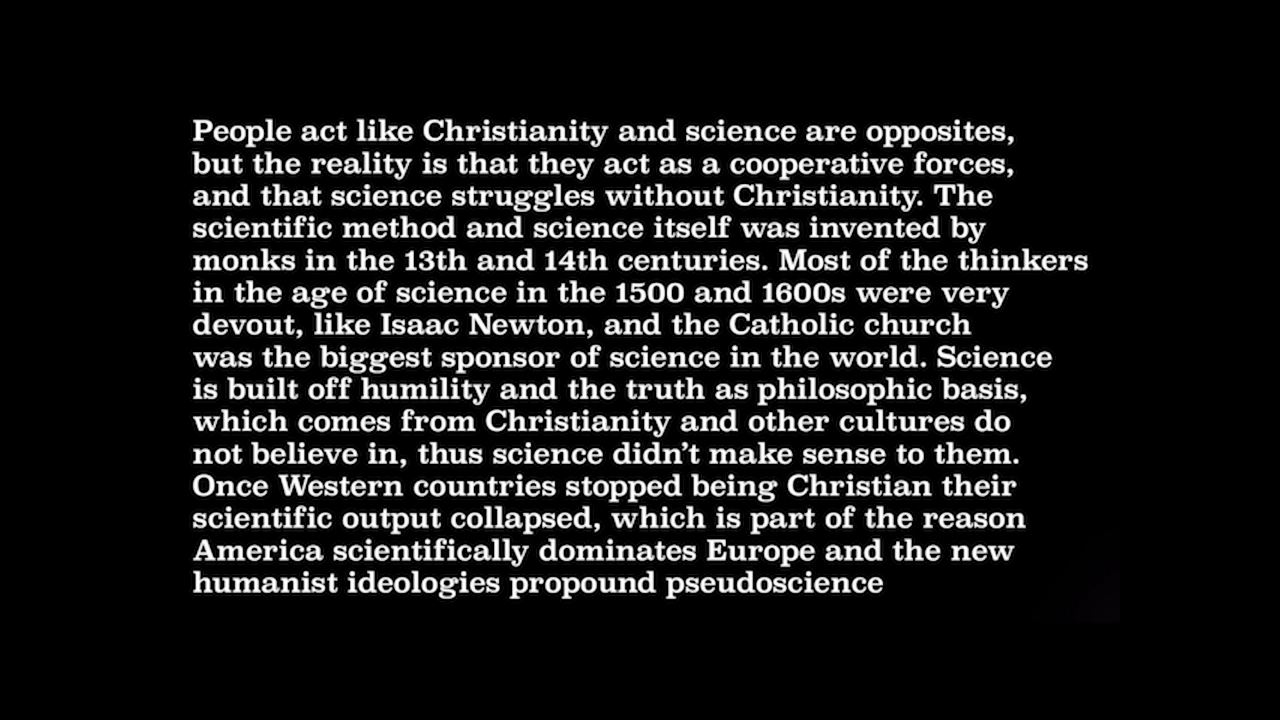 People act like Christianity and science are opposites,
but the reality is that they act as a cooperative forces,
and that science struggles without Christianity. The
scientific method and science itself was invented by
monks in the 13th and 14th centuries. Most of the thinkers
in the age of science in the 1500 and 1600s were very
devout, like Isaac Newton, and the Catholic church
was the biggest sponsor of science in the world. Science
is built off humility and the truth as philosophic basis,
which comes from Christianity and other cultures do
not believe in, thus science didn’t make sense to them.
Once Western countries stopped being Christian their
scientific output collapsed, which is part of the reason
America scientifically dominates Europe and the new
humanist ideologies propound pseudoscience